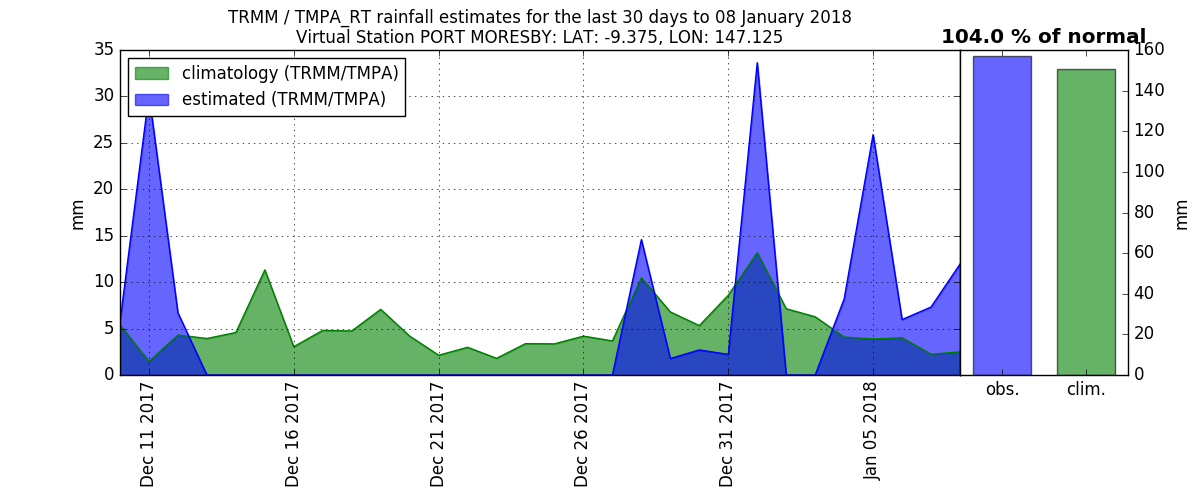 TRMM / TMPA_RT rainfall estimates for the last 30 days to 08 January 2018
Virtual Station PORT MORESBY: LAT: -9.375, LON: 147.125
104.0 % of normal
climatology (TRMM/TMPA)
estimated (TRMM/TMPA)
35
30
25
20
15
10
5
0
mm
160
140
120
100
80
60
40
20
0
mm
Dec 11 2017
Dec 16 2017
Dec 21 2017
Dec 26 2017
Dec 31 2017
Jan 05 2018
obs.
clim.